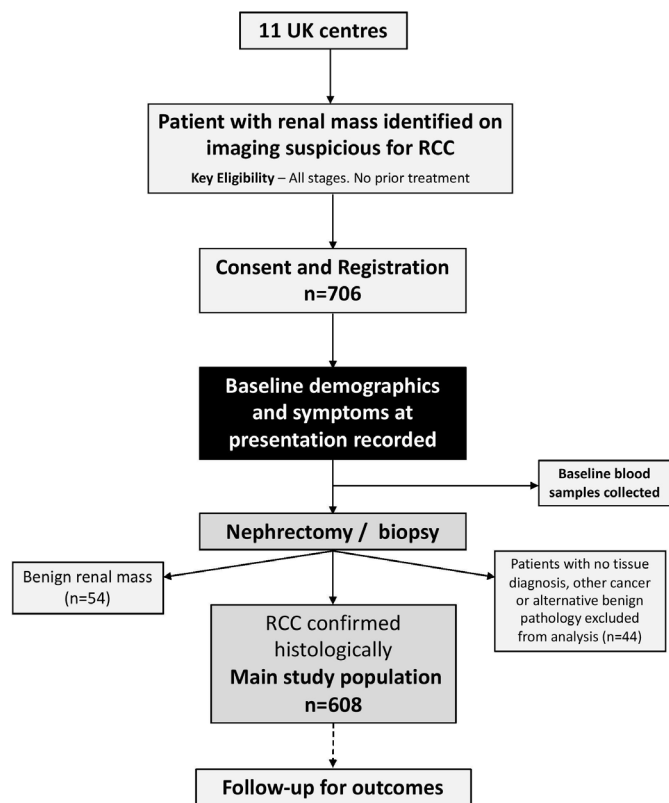 11 UK centres
Patient with renal mass identified on
imaging suspicious for RCC
Key Eligibility – All stages. No prior treatment
Consent and Registration
n=706
Baseline demographics
and symptoms at
presentation recorded
Baseline blood
samples collected
Nephrectomy / biopsy
Benign renal mass
(n=54)
Patients with no tissue
diagnosis, other cancer
or alternative benign
pathology excluded
from analysis (n=44)
RCC confirmed
histologically
Main study population
n=608
Follow-up for outcomes